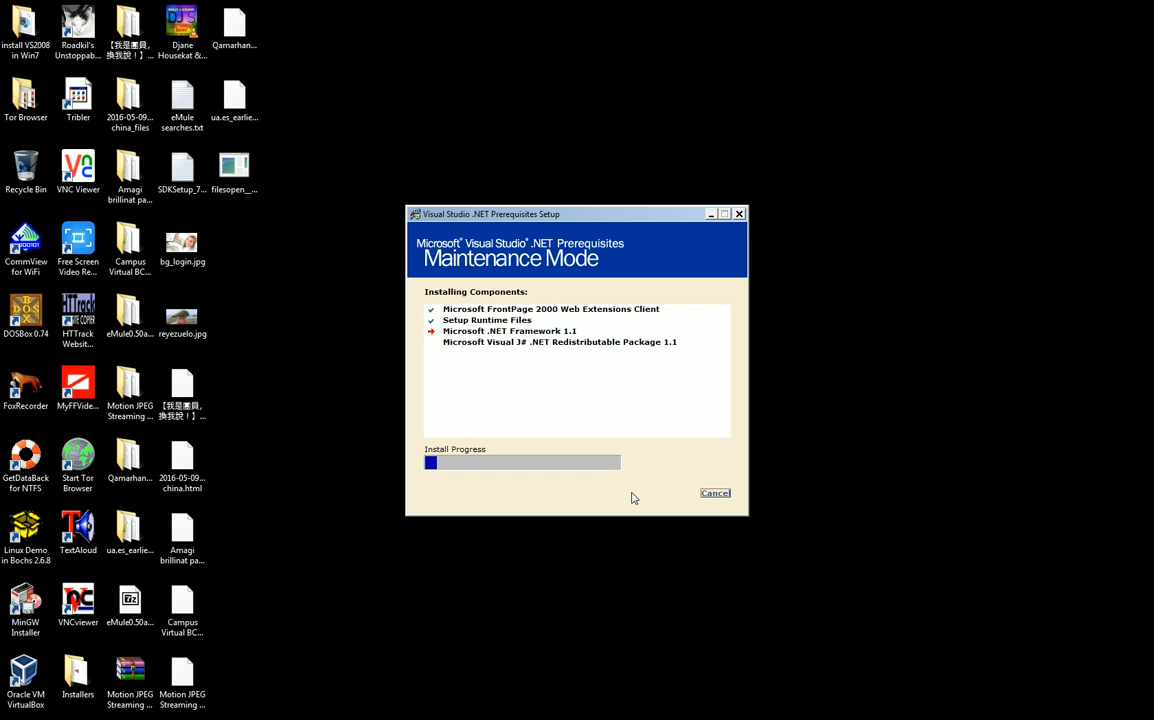 install VS2008
in Win7
Roadkil's
Unstoppab...
【我是團員,
換我說！】...
Djane
Housekat &...
Qamarhan...
Tor Browser
Tribler
2016-05-09...
china_files
eMule
searches.txt
ua.es_earlie...
Recycle Bin
VNC Viewer
Amagi
brillinat pa...
SDKSetup_7...
filesopen__...
CommView
for WiFi
Free Screen
Video Re...
Campus
Virtual BC...
bg_login.jpg
DOSBox 0.74
HTTrack
Websit...
eMule0.50a...
reyezuelo.jpg
FoxRecorder
MyFFVide...
Motion JPEG
Streaming ...
【我是團員,
換我說！】...
GetDataBack
for NTFS
Start Tor
Browser
Qamarhan...
2016-05-09...
china.html
Linux Demo
in Bochs 2.6.8
TextAloud
ua.es_earlie...
Amagi
brillinat pa...
MinGW
Installer
VNCviewer
eMule0.50a...
Campus
Virtual BC...
Oracle VM
VirtualBox
Installers
Motion JPEG
Streaming ...
Motion JPEG
Streaming ...
Visual Studio .NET Prerequisites Setup
Microsoft® Visual Studio® .NET Prerequisites
Maintenance Mode
Installing Components:
Microsoft FrontPage 2000 Web Extensions Client
Setup Runtime Files
Microsoft .NET Framework 1.1
Microsoft Visual J# .NET Redistributable Package 1.1
Install Progress
Cancel